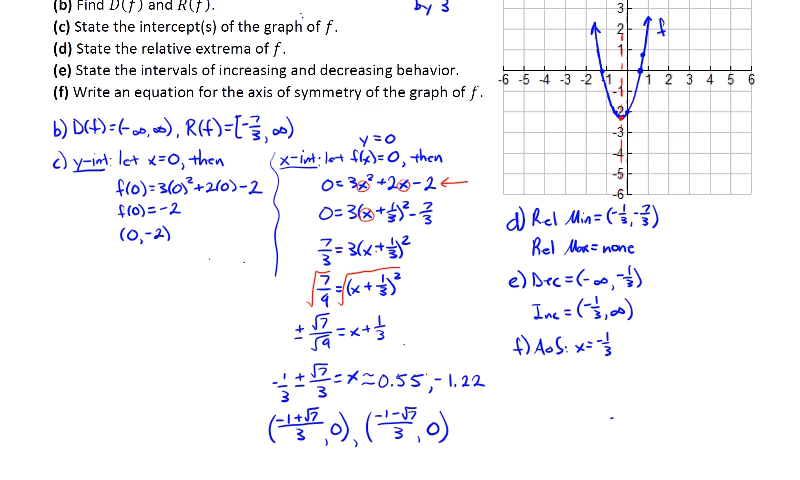 (b) Find D(f) and R(f).
by 3
(c) State the intercept(s) of the graph of f.
(d) State the relative extrema of f.
(e) State the intervals of increasing and decreasing behavior.
(f) Write an equation for the axis of symmetry of the graph of f.
b) D(f)=(-∞,∞), R(f)=[-7/3,∞)
c) y-int: let x=0, then
f(0)=3(0)²+2(0)-2
f(0)=-2
(0,-2)
y=0
x-int: let f(x)=0, then
0=3x²+2x-2 ←
0=3(x+1/3)²-7/3
7/3=3(x+1/3)²
√7/9=√(x+1/3)²
±√7/√9=x+1/3
-1/3±√7/3=x≈0.55,-1.22
(-1+√7/3,0), (-1-√7/3,0)
f
3
2
1
-6 -5 -4 -3 -2 -1 1 2 3 4 5 6
-1
-2
-3
-4
-5
-6
d) Rel Min=(-1/3,-7/3)
Rel Max=none
e) Dec=(-∞,-1/3)
Inc=(-1/3,∞)
f) AoS: x=-1/3